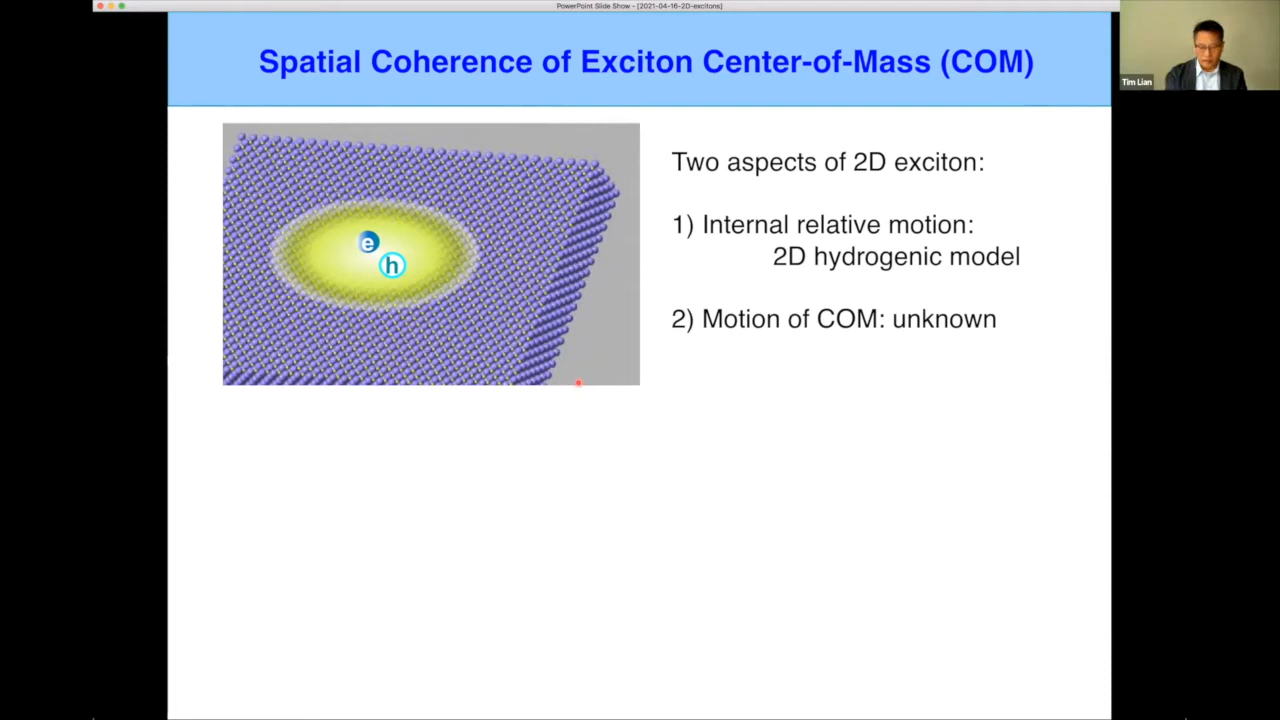 PowerPoint Slide Show - [2021-04-16-2D-excitons]
Spatial Coherence of Exciton Center-of-Mass (COM)
Tim Lian
Two aspects of 2D exciton:
1) Internal relative motion:
2D hydrogenic model
2) Motion of COM: unknown
e
h